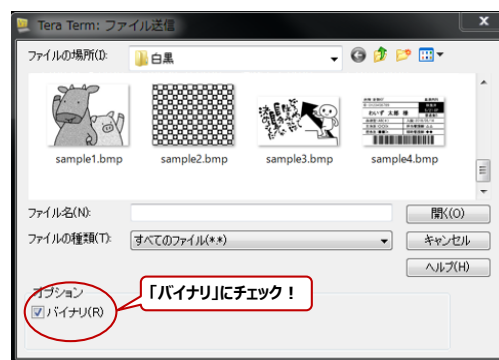 Tera Term: ファイル送信
ファイルの場所(I):
白黒
sample1.bmp
sample2.bmp
sample3.bmp
sample4.bmp
ファイル名(N):
開く(O)
ファイルの種類(T):
すべてのファイル(*.*)
キャンセル
ヘルプ(H)
オプション
「バイナリ」にチェック！
バイナリ(R)